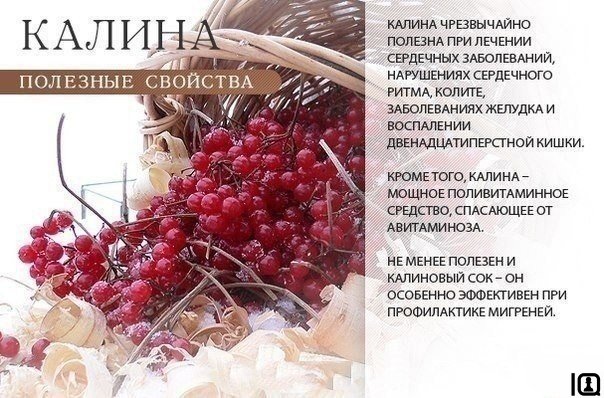 КАЛИНА
ПОЛЕЗНЫЕ СВОЙСТВА
КАЛИНА ЧРЕЗВЫЧАЙНО
ПОЛЕЗНА ПРИ ЛЕЧЕНИИ
СЕРДЕЧНЫХ ЗАБОЛЕВАНИЙ,
НАРУШЕНИЯХ СЕРДЕЧНОГО
РИТМА, КОЛИТЕ,
ЗАБОЛЕВАНИЯХ ЖЕЛУДКА И
ВОСПАЛЕНИИ
ДВЕНАДЦАТИПЕРСТНОЙ КИШКИ.
КРОМЕ ТОГО, КАЛИНА –
МОЩНОЕ ПОЛИВИТАМИННОЕ
СРЕДСТВО, СПАСАЮЩЕЕ ОТ
АВИТАМИНОЗА.
НЕ МЕНЕЕ ПОЛЕЗЕН И
КАЛИНОВЫЙ СОК – ОН
ОСОБЕННО ЭФФЕКТИВЕН ПРИ
ПРОФИЛАКТИКЕ МИГРЕНЕЙ.